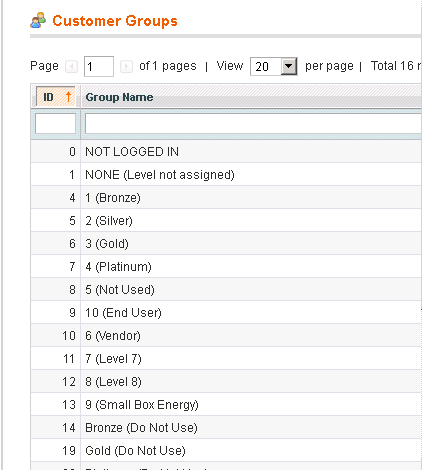 Customer Groups
Page 1 of 1 pages | View 20 per page | Total 16
ID ↑ Group Name
0 NOT LOGGED IN
1 NONE (Level not assigned)
4 1 (Bronze)
5 2 (Silver)
6 3 (Gold)
7 4 (Platinum)
8 5 (Not Used)
9 10 (End User)
10 6 (Vendor)
11 7 (Level 7)
12 8 (Level 8)
13 9 (Small Box Energy)
14 Bronze (Do Not Use)
19 Gold (Do Not Use)